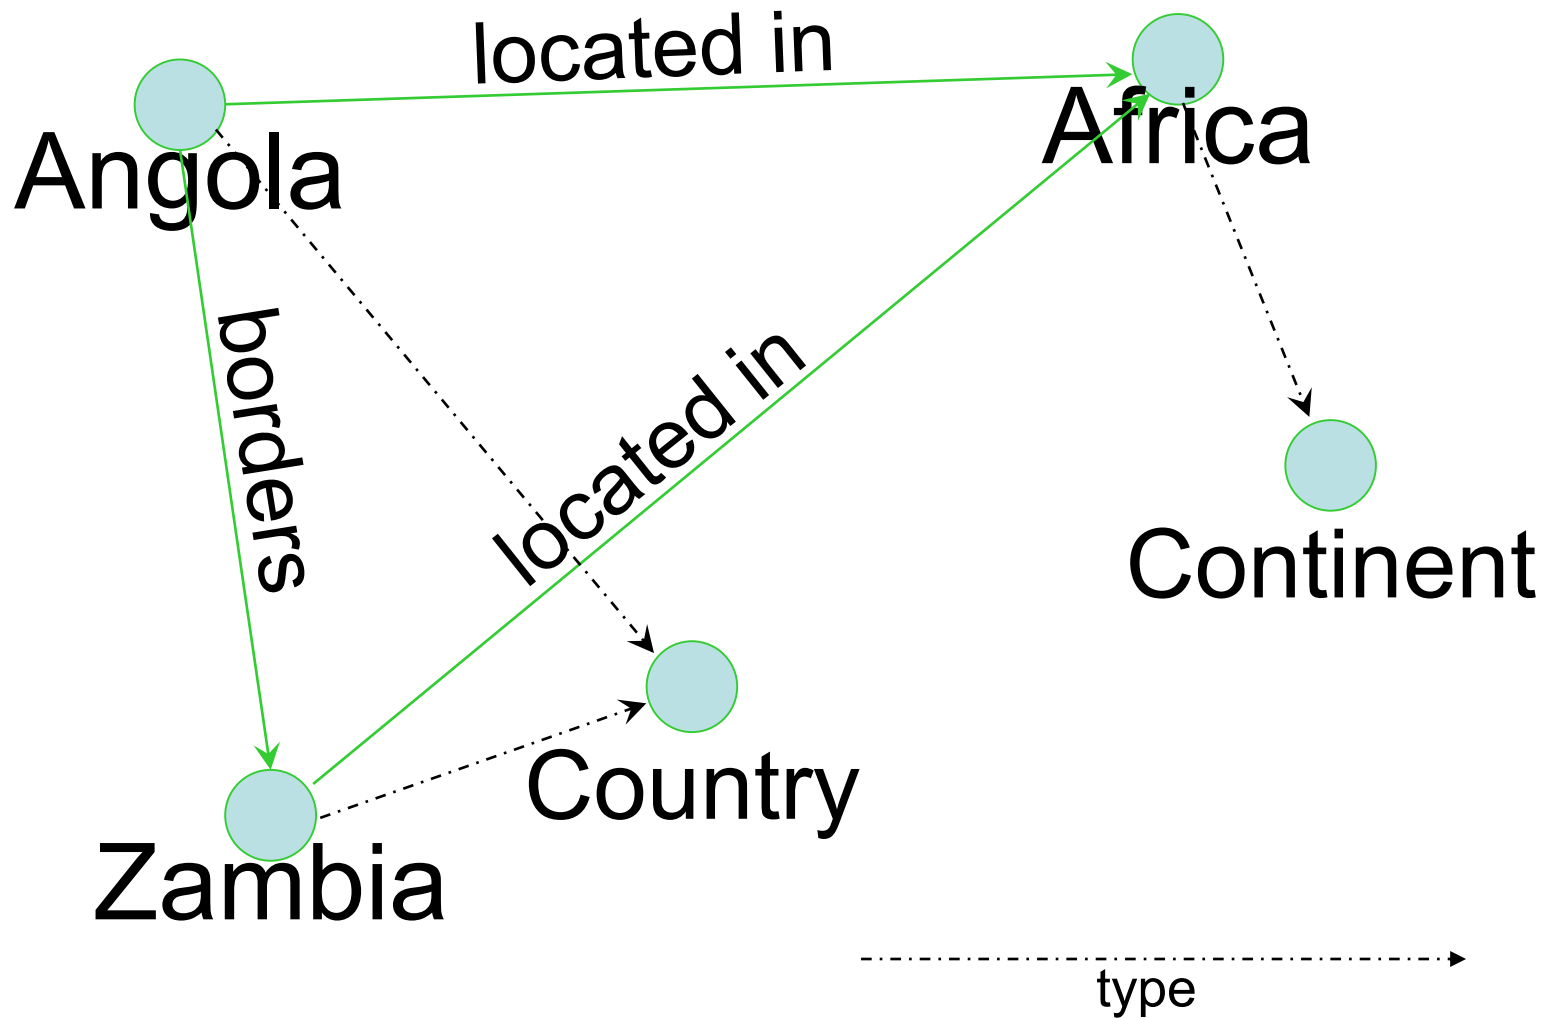 located in
Africa
Angola
borders
located in
Continent
Country
Zambia
type